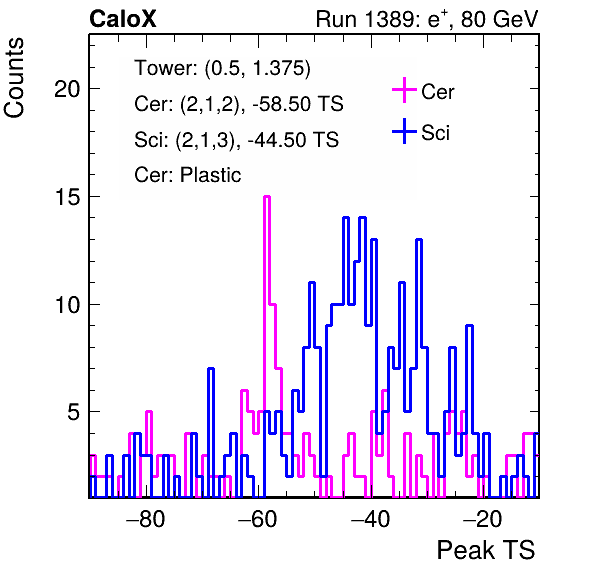 CaloX Run 1389: e⁺, 80 GeV
Counts
Tower: (0.5, 1.375)
Cer: (2,1,2), -58.50 TS
Sci: (2,1,3), -44.50 TS
Cer: Plastic
Cer
Sci
20
15
10
5
−80 −60 −40 −20
Peak TS